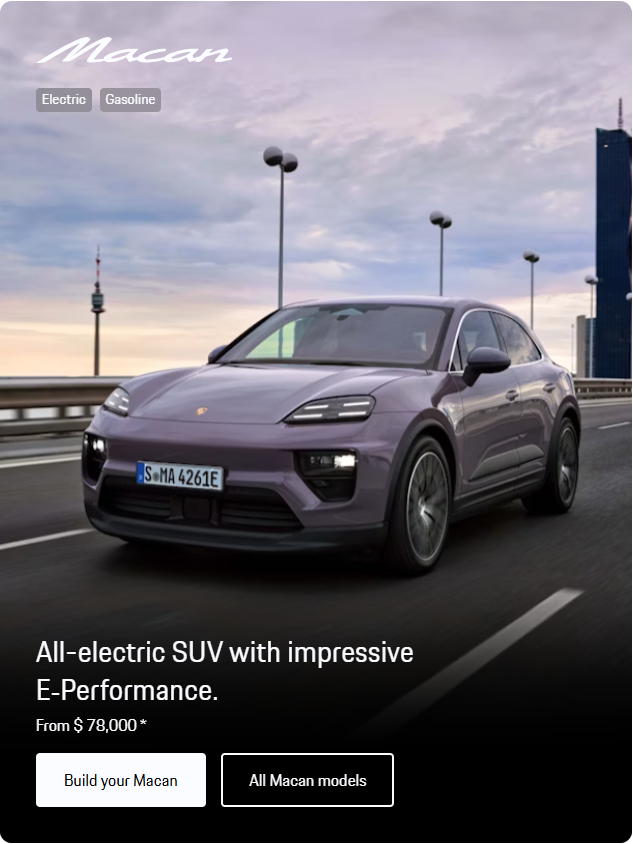 Macan
Electric Gasoline
S MA 4261E
All-electric SUV with impressive
E-Performance.
From $ 78,000 *
Build your Macan All Macan models